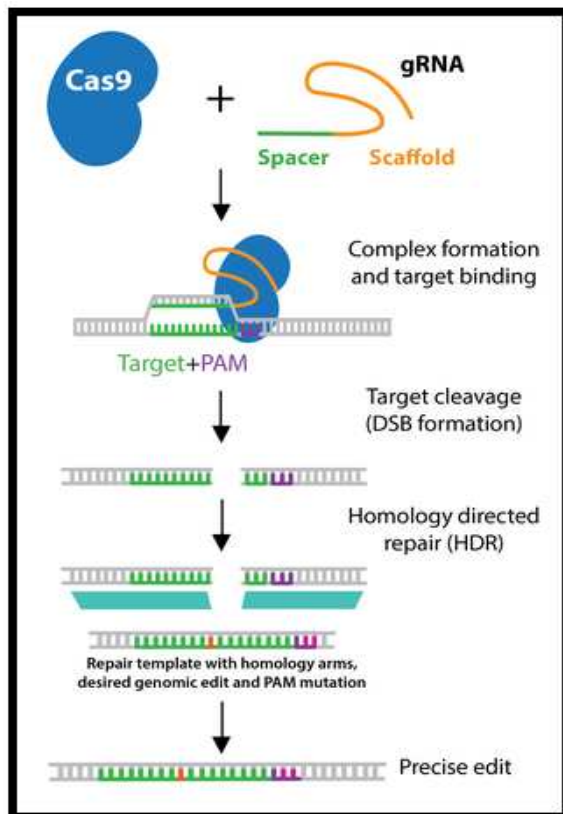 Cas9
+
gRNA
Spacer
Scaffold
Complex formation
and target binding
Target+PAM
Target cleavage
(DSB formation)
Homology directed
repair (HDR)
Repair template with homology arms,
desired genomic edit and PAM mutation
Precise edit